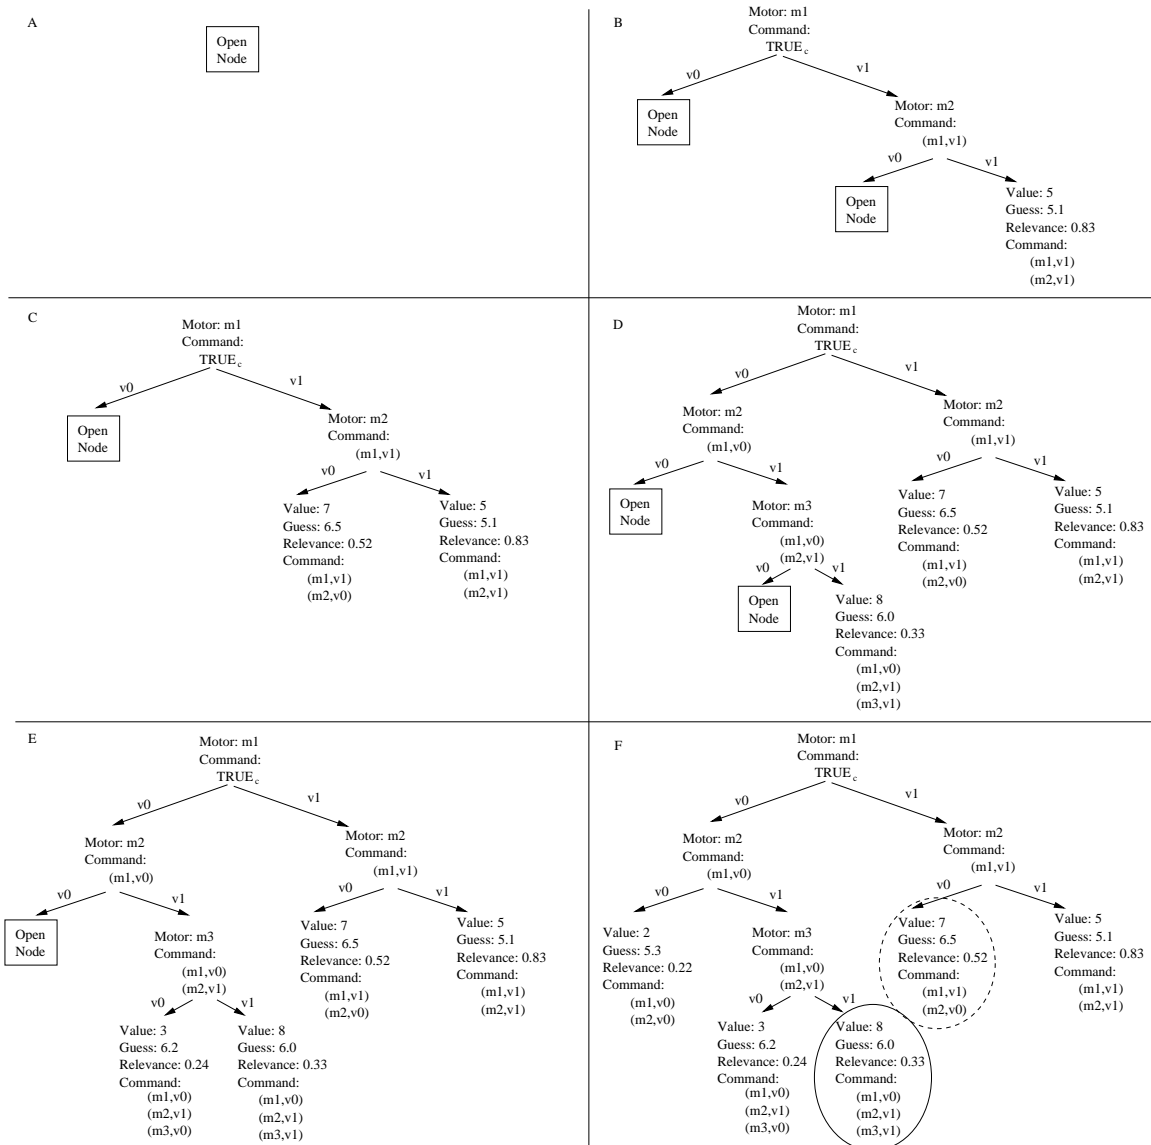 A
Open
Node
B
Motor: m1
Command:
TRUE c
v0
v1
Open
Node
Motor: m2
Command:
(m1,v1)
v0
v1
Open
Node
Value: 5
Guess: 5.1
Relevance: 0.83
Command:
(m1,v1)
(m2,v1)
C
Motor: m1
Command:
TRUE c
v0
v1
Open
Node
Motor: m2
Command:
(m1,v1)
v0
v1
Value: 7
Guess: 6.5
Relevance: 0.52
Command:
(m1,v1)
(m2,v0)
Value: 5
Guess: 5.1
Relevance: 0.83
Command:
(m1,v1)
(m2,v1)
D
Motor: m1
Command:
TRUE c
v0
v1
Motor: m2
Command:
(m1,v0)
v0
v1
Open
Node
Motor: m3
Command:
(m1,v0)
(m2,v1)
v0
v1
Open
Node
Value: 8
Guess: 6.0
Relevance: 0.33
Command:
(m1,v0)
(m2,v1)
(m3,v1)
Motor: m2
Command:
(m1,v1)
v0
v1
Value: 7
Guess: 6.5
Relevance: 0.52
Command:
(m1,v1)
(m2,v0)
Value: 5
Guess: 5.1
Relevance: 0.83
Command:
(m1,v1)
(m2,v1)
E
Motor: m1
Command:
TRUE c
v0
v1
Motor: m2
Command:
(m1,v0)
v0
v1
Open
Node
Motor: m3
Command:
(m1,v0)
(m2,v1)
v0
v1
Value: 3
Guess: 6.2
Relevance: 0.24
Command:
(m1,v0)
(m2,v1)
(m3,v0)
Value: 8
Guess: 6.0
Relevance: 0.33
Command:
(m1,v0)
(m2,v1)
(m3,v1)
Motor: m2
Command:
(m1,v1)
v0
v1
Value: 7
Guess: 6.5
Relevance: 0.52
Command:
(m1,v1)
(m2,v0)
Value: 5
Guess: 5.1
Relevance: 0.83
Command:
(m1,v1)
(m2,v1)
F
Motor: m1
Command:
TRUE c
v0
v1
Motor: m2
Command:
(m1,v0)
v0
v1
Value: 2
Guess: 5.3
Relevance: 0.22
Command:
(m1,v0)
(m2,v0)
Motor: m3
Command:
(m1,v0)
(m2,v1)
v0
v1
Value: 3
Guess: 6.2
Relevance: 0.24
Command:
(m1,v0)
(m2,v1)
(m3,v0)
Value: 8
Guess: 6.0
Relevance: 0.33
Command:
(m1,v0)
(m2,v1)
(m3,v1)
Motor: m2
Command:
(m1,v1)
v0
v1
Value: 7
Guess: 6.5
Relevance: 0.52
Command:
(m1,v1)
(m2,v0)
Value: 5
Guess: 5.1
Relevance: 0.83
Command:
(m1,v1)
(m2,v1)